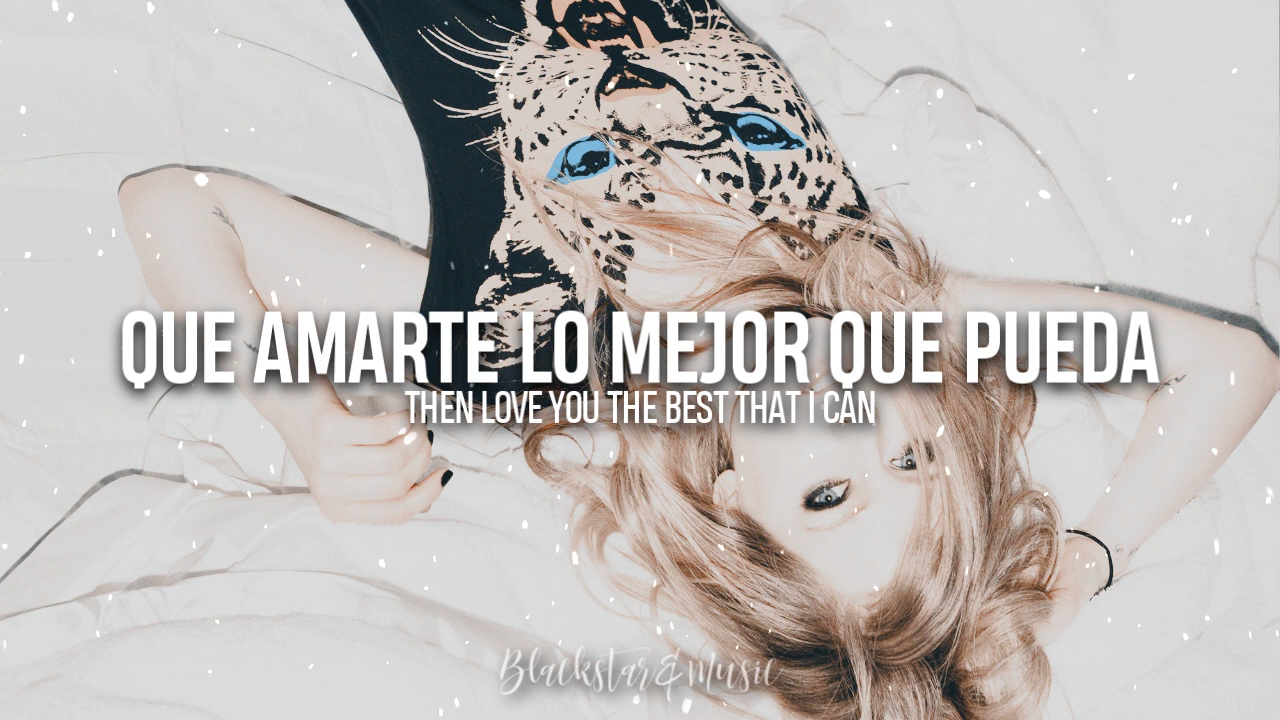 QUE AMARTE LO MEJOR QUE PUEDA
THEN LOVE YOU THE BEST THAT I CAN
Blackstar&Music